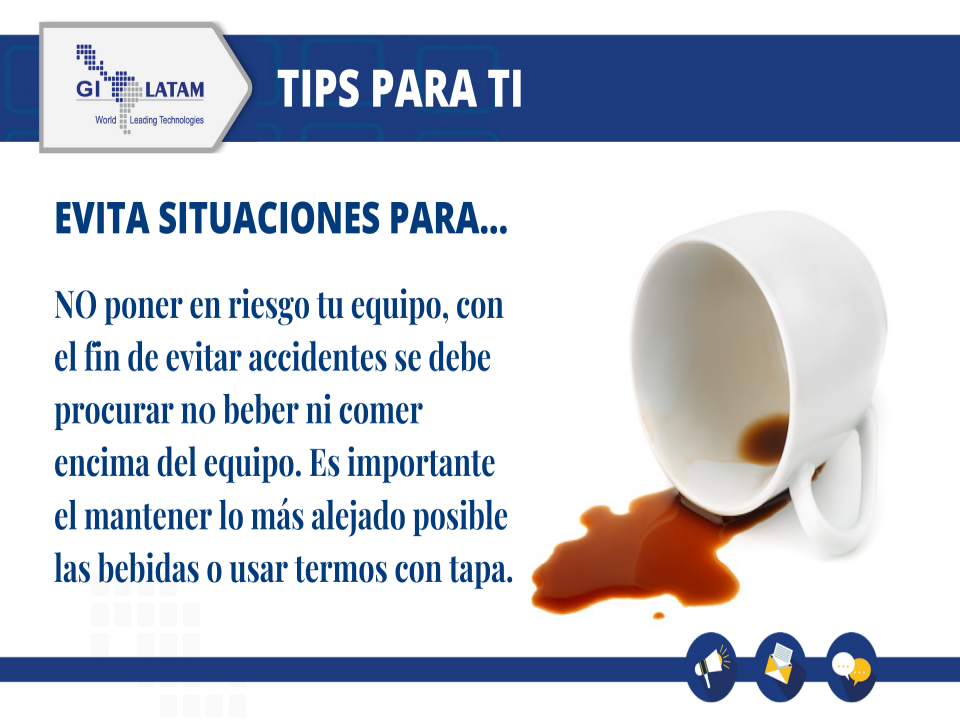 GI LATAM
World Leading Technologies
TIPS PARA TI
EVITA SITUACIONES PARA...
NO poner en riesgo tu equipo, con
el fin de evitar accidentes se debe
procurar no beber ni comer
encima del equipo. Es importante
el mantener lo más alejado posible
las bebidas o usar termos con tapa.